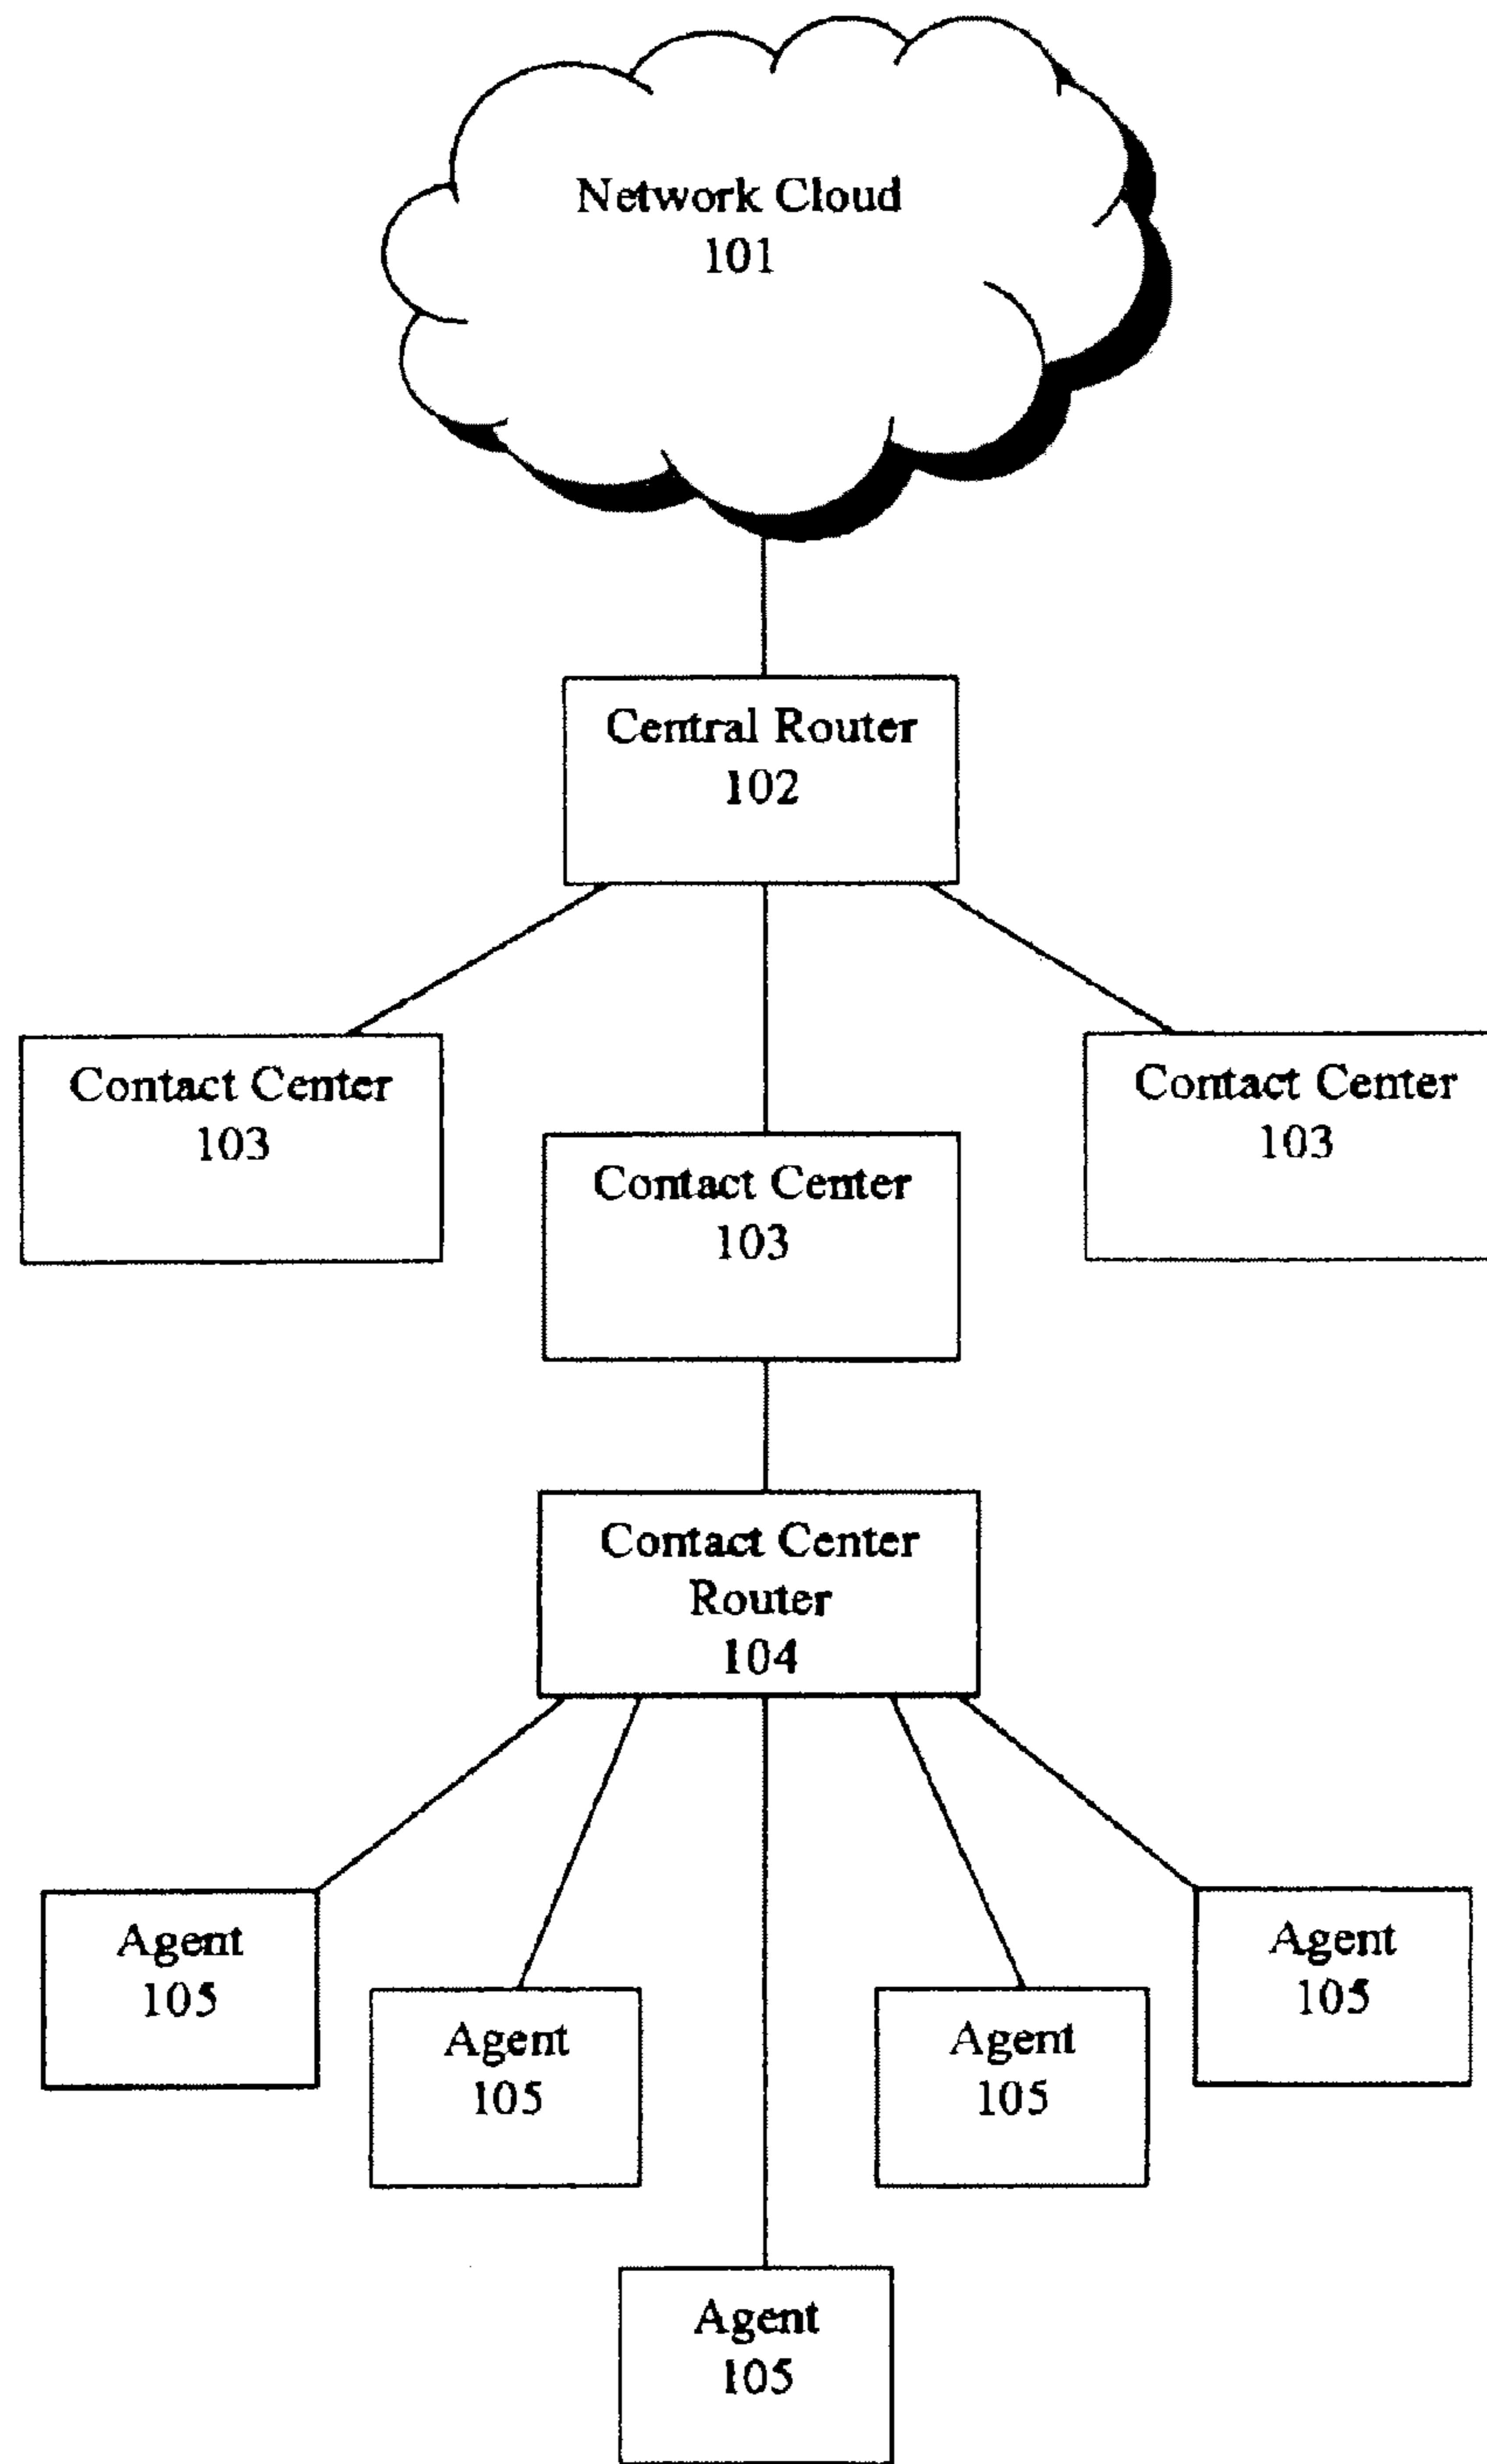 Network Cloud
101
Central Router
102
Contact Center
103
Contact Center
103
Contact Center
103
Contact Center
Router
104
Agent
105
Agent
105
Agent
105
Agent
105
Agent
105